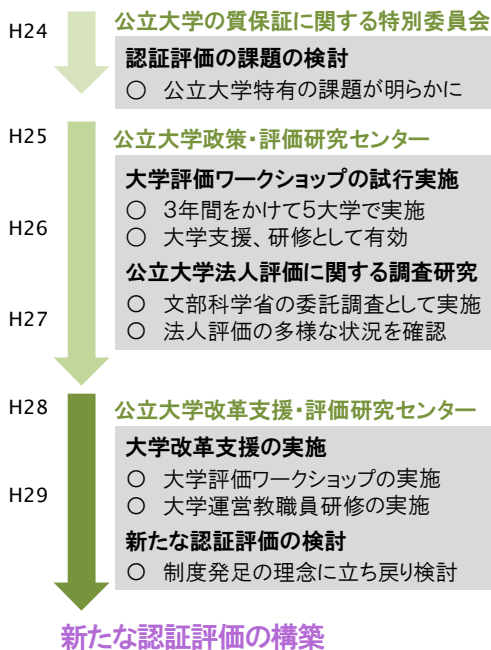 H24
公立大学の質保証に関する特別委員会
認証評価の課題の検討
○ 公立大学特有の課題が明らかに
H25
公立大学政策・評価研究センター
大学評価ワークショップの試行実施
○ 3年間をかけて5大学で実施
H26
○ 大学支援、研修として有効
公立大学法人評価に関する調査研究
○ 文部科学省の委託調査として実施
H27
○ 法人評価の多様な状況を確認
H28
公立大学改革支援・評価研究センター
大学改革支援の実施
○ 大学評価ワークショップの実施
H29
○ 大学運営教職員研修の実施
新たな認証評価の検討
○ 制度発足の理念に立ち戻り検討
新たな認証評価の構築